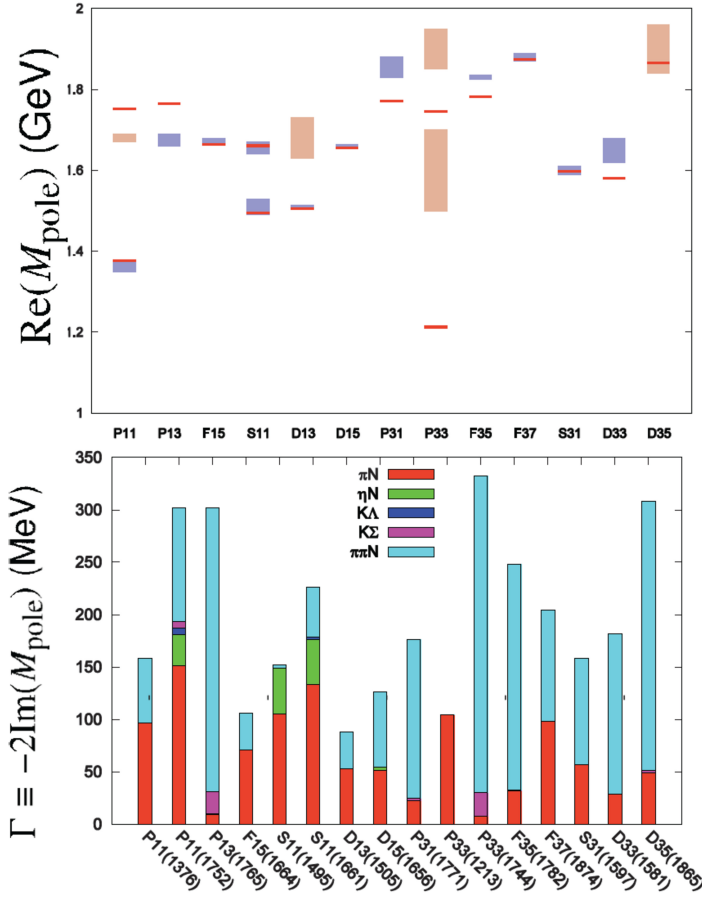 2
1.8
1.6
1.4
1.2
1
Re(M_pole) (GeV)
P11 P13 F15 S11 D13 D15 P31 P33 F35 F37 S31 D33 D35
350
300
250
200
150
100
50
0
Γ ≡ −2Im(M_pole) (MeV)
πN
ηN
KΛ
KΣ
ππN
P11(1376)
P11(1752)
P13(1765)
F15(1664)
S11(1495)
S11(1661)
D13(1505)
D15(1656)
P31(1771)
P33(1213)
P33(1744)
F35(1782)
F37(1874)
S31(1597)
D33(1581)
D35(1865)